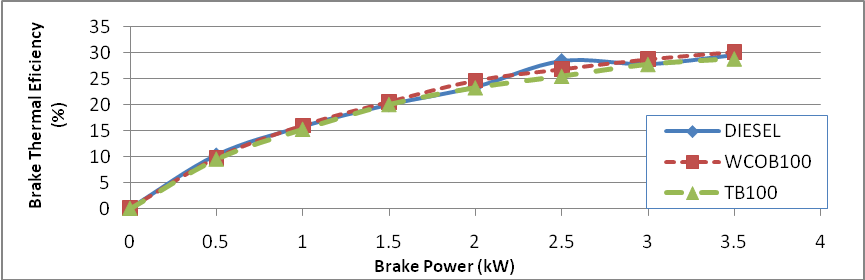 Brake Thermal Eficiency
(%)
35
30
25
20
15
10
5
0
0 0.5 1 1.5 2 2.5 3 3.5 4
Brake Power (kW)
DIESEL
WCOB100
TB100